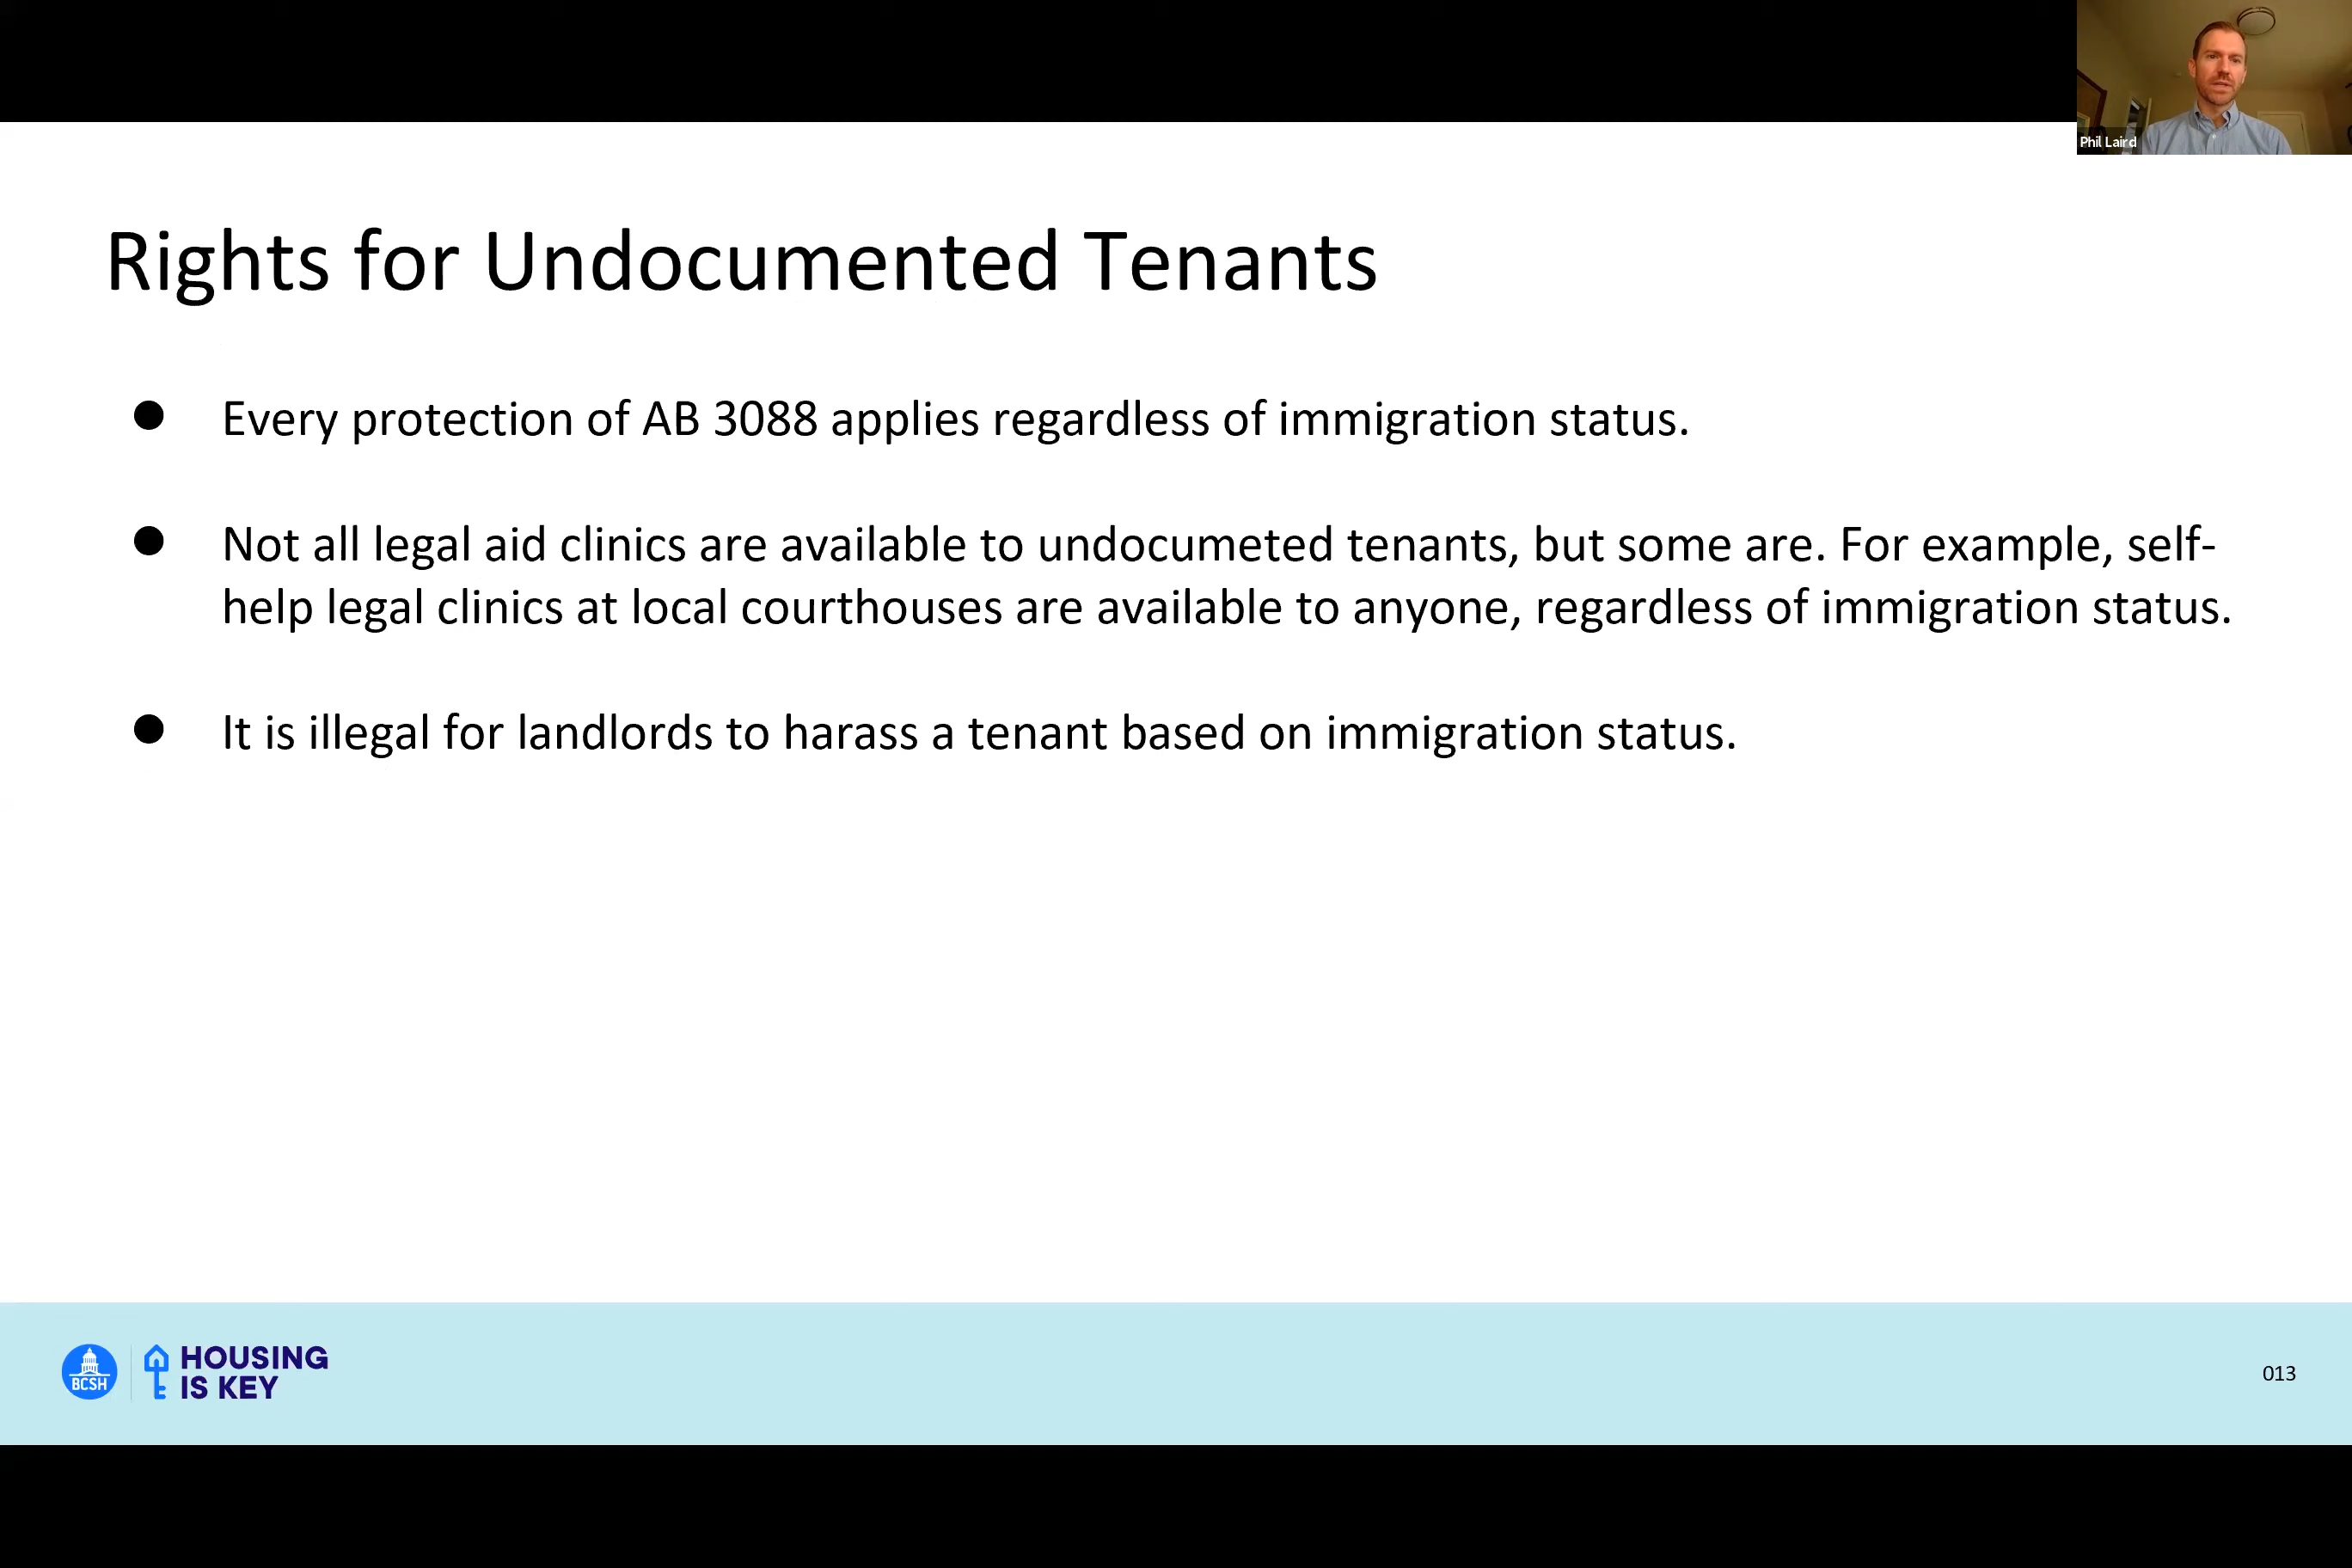 Phil Laird
Rights for Undocumented Tenants
● Every protection of AB 3088 applies regardless of immigration status.
● Not all legal aid clinics are available to undocumeted tenants, but some are. For example, self-
help legal clinics at local courthouses are available to anyone, regardless of immigration status.
● It is illegal for landlords to harass a tenant based on immigration status.
BCSH
HOUSING
IS KEY
013